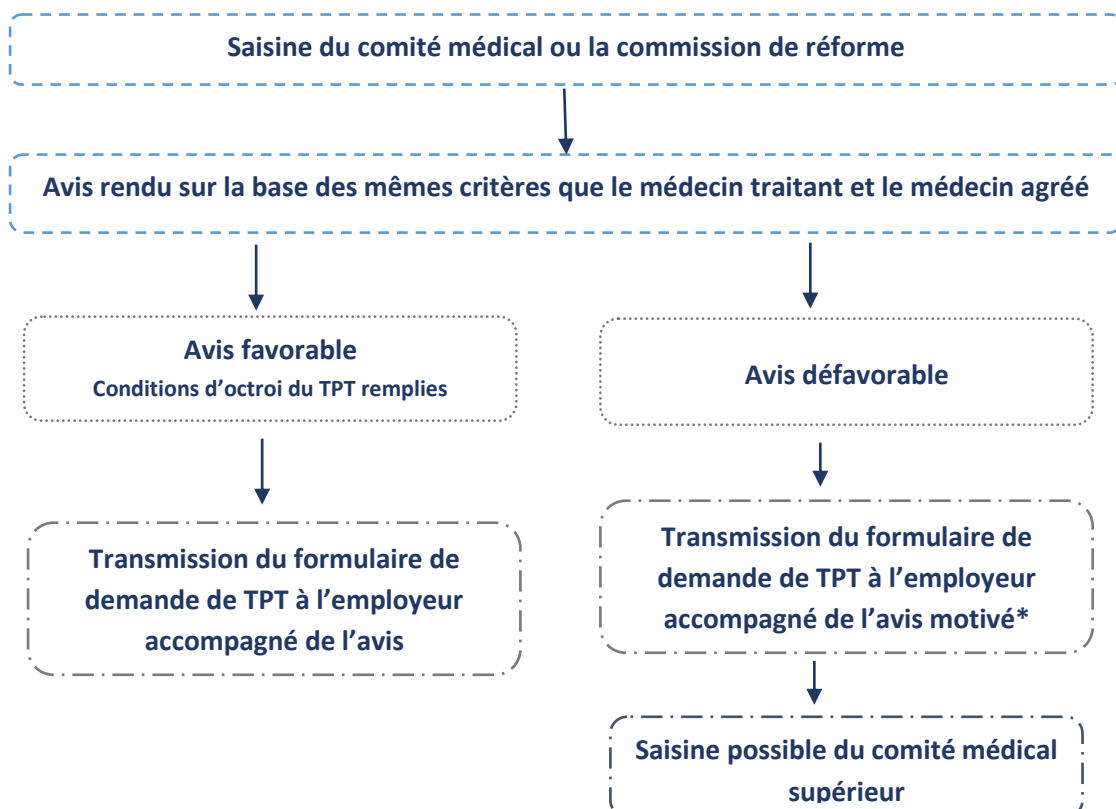 Saisine du comité médical ou la commission de réforme
Avis rendu sur la base des mêmes critères que le médecin traitant et le médecin agréé
Avis favorable
Conditions d’octroi du TPT remplies
Avis défavorable
Transmission du formulaire de
demande de TPT à l’employeur
accompagné de l’avis
Transmission du formulaire de
demande de TPT à l’employeur
accompagné de l’avis motivé*
Saisine possible du comité médical
supérieur